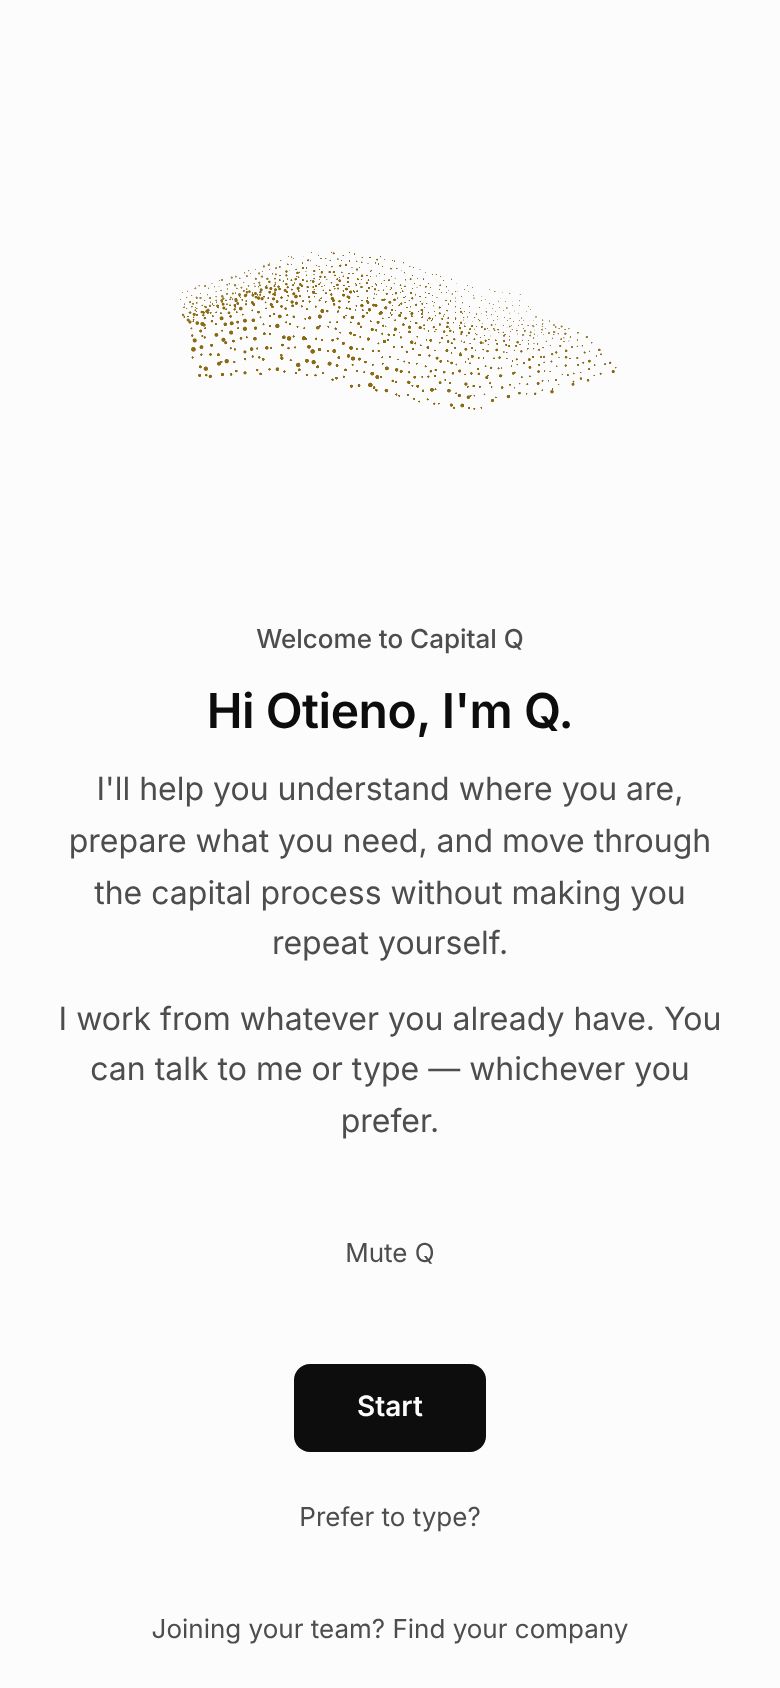 Welcome to Capital Q
Hi Otieno, I'm Q.
I'll help you understand where you are,
prepare what you need, and move through
the capital process without making you
repeat yourself.
I work from whatever you already have. You
can talk to me or type — whichever you
prefer.
Mute Q
Start
Prefer to type?
Joining your team? Find your company